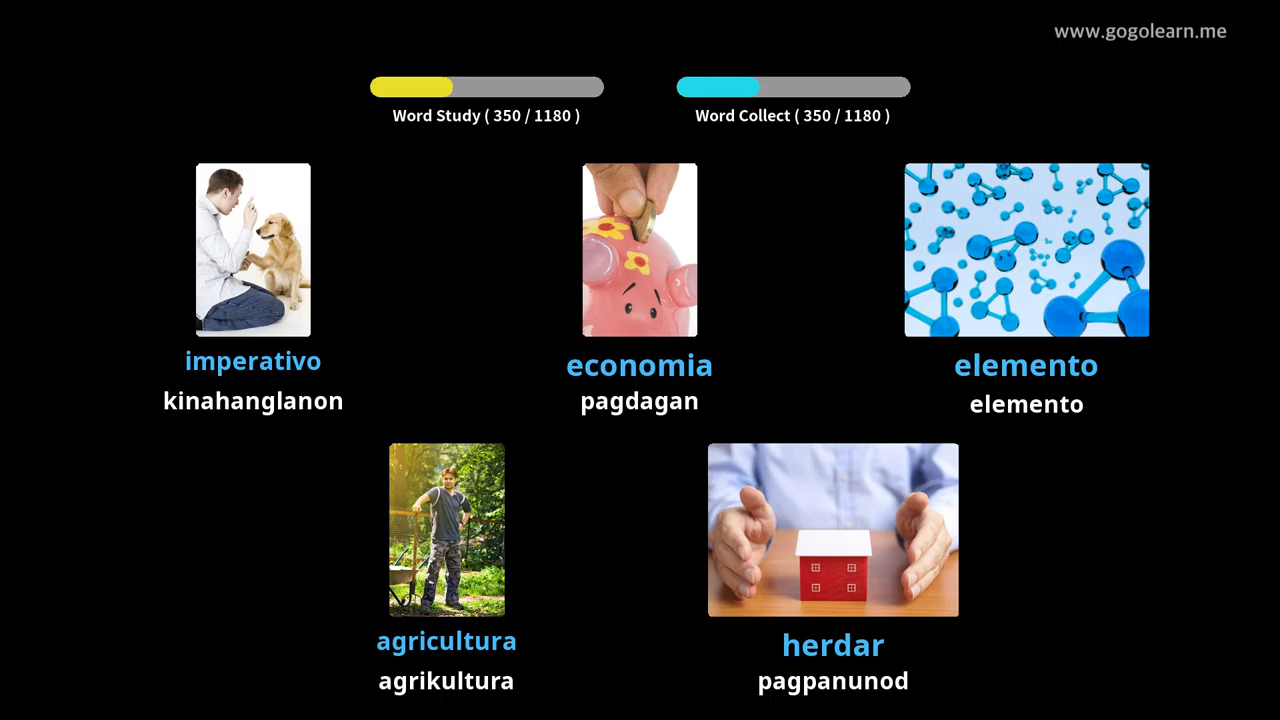 www.gogolearn.me
Word Study ( 350 / 1180 )
Word Collect ( 350 / 1180 )
imperativo
kinahanglanon
economia
pagdagan
elemento
elemento
agricultura
agrikultura
herdar
pagpanunod